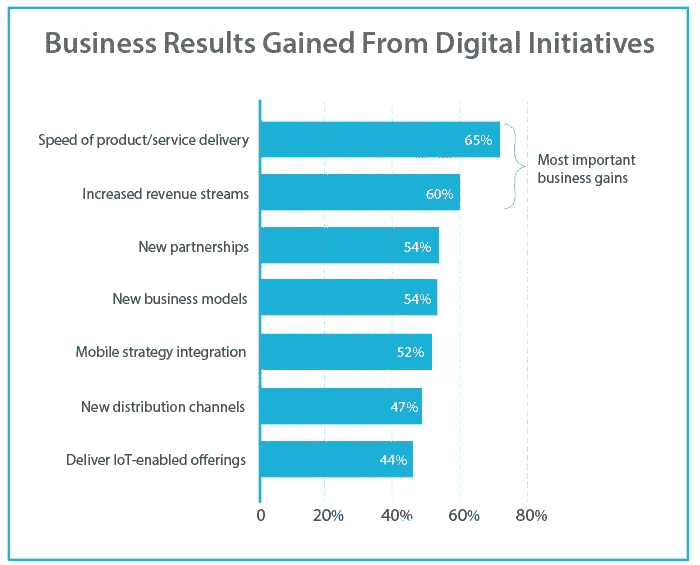 Business Results Gained From Digital Initiatives
Speed of product/service delivery
65%
Most important
business gains
Increased revenue streams
60%
New partnerships
54%
New business models
54%
Mobile strategy integration
52%
New distribution channels
47%
Deliver IoT-enabled offerings
44%
0 20% 40% 60% 80%